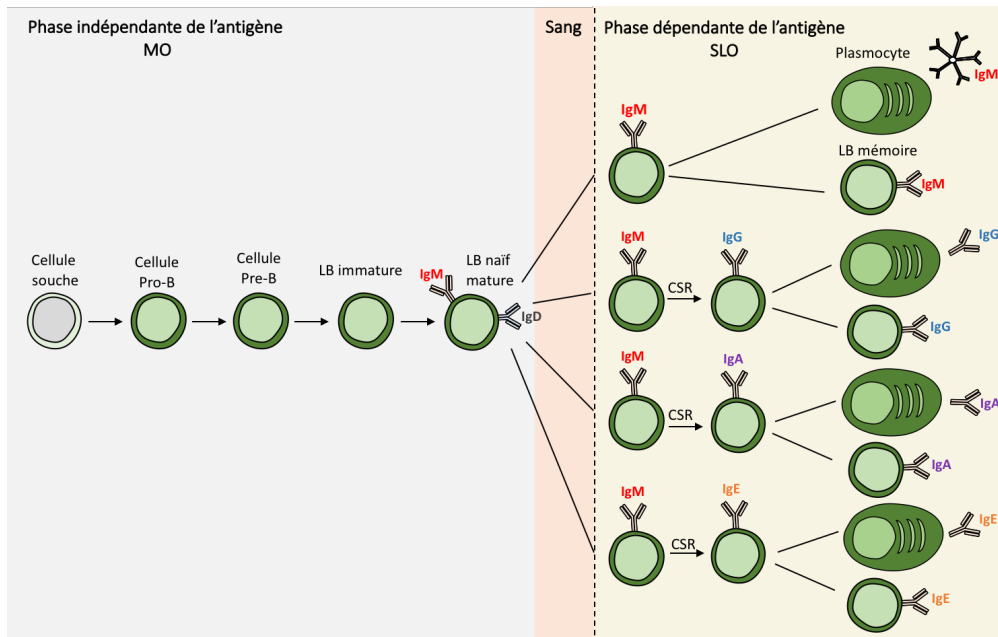 Phase indépendante de l'antigène
MO
Sang
Phase dépendante de l'antigène
SLO
Cellule
souche
Cellule
Pro-B
Cellule
Pre-B
LB immature
LB naïf
mature
IgM
IgD
IgM
Plasmocyte
IgM
LB mémoire
IgM
IgM
CSR
IgG
IgG
IgG
IgM
CSR
IgA
IgA
IgA
IgM
CSR
IgE
IgE
IgE